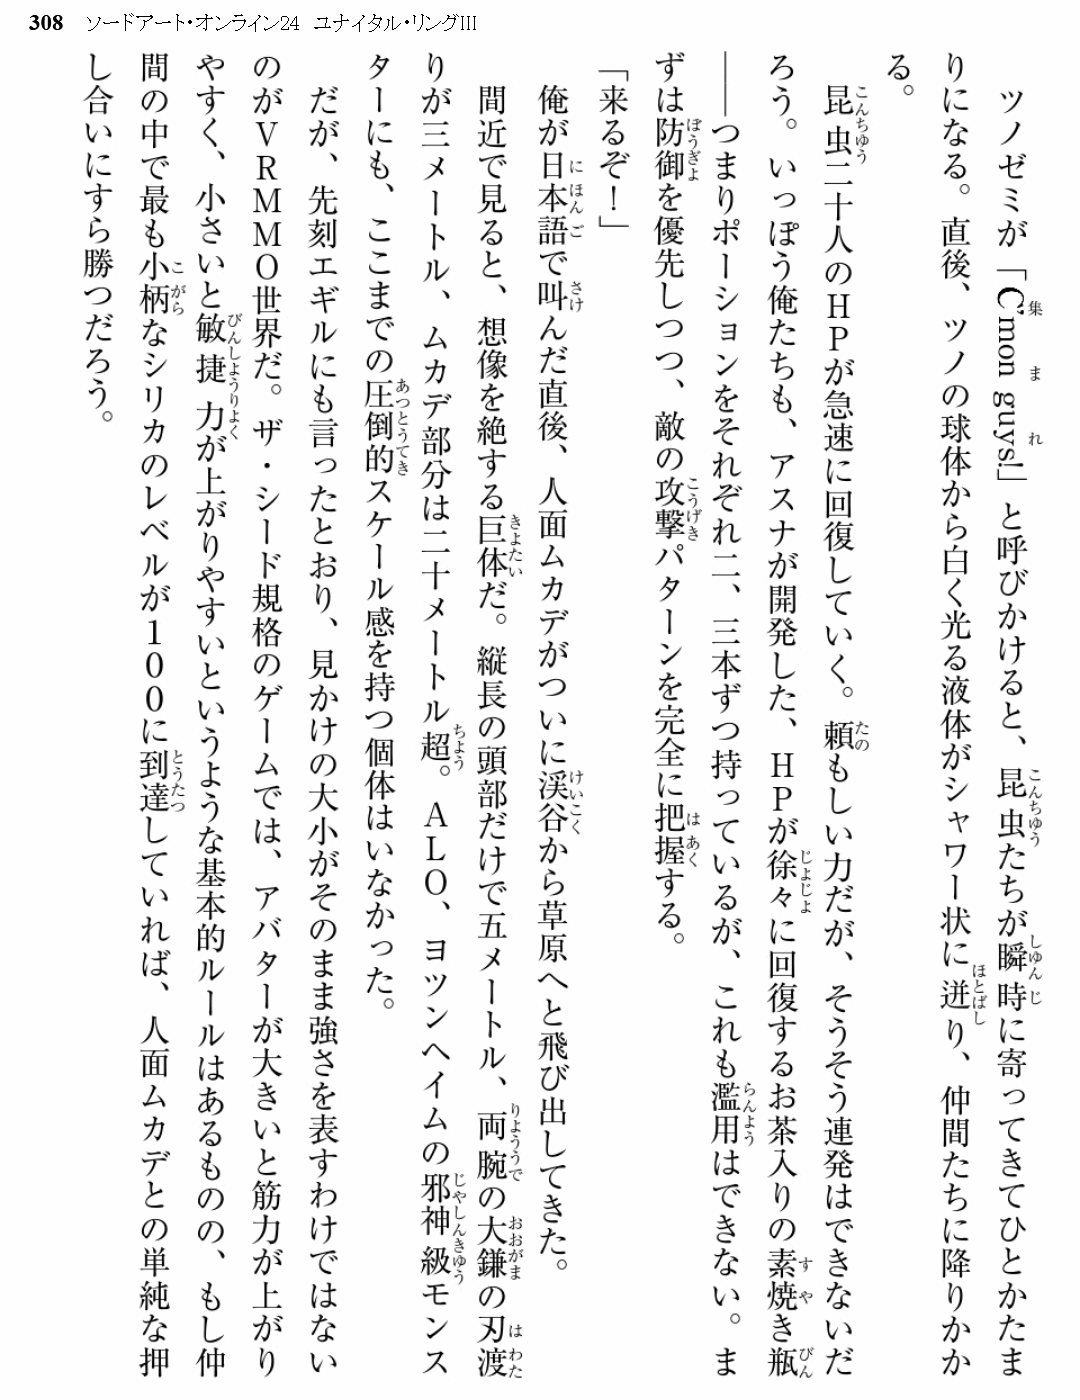 308 ソードアート・オンライン24 ユナイタル・リングIII
ツノゼミが「C'mon guys!」と呼びかけると、昆虫たちが瞬時に寄ってきてひとかたま
りになる。直後、ツノの球体から白く光る液体がシャワー状に迸り、仲間たちに降りかか
る。
昆虫二十人のHPが急速に回復していく。頼もしい力だが、そうそう連発はできないだ
ろう。いっぽう俺たちも、アスナが開発した、HPが徐々に回復するお茶入りの素焼き瓶
――つまりポーションをそれぞれ二、三本ずつ持っているが、これも濫用はできない。ま
ずは防御を優先しつつ、敵の攻撃パターンを完全に把握する。
「来るぞ！」
俺が日本語で叫んだ直後、人面ムカデがついに渓谷から草原へと飛び出してきた。
間近で見ると、想像を絶する巨体だ。縦長の頭部だけで五メートル、両腕の大鎌の刃渡
りが三メートル、ムカデ部分は二十メートル超。ALO、ヨツンヘイムの邪神級モンス
ターにも、ここまでの圧倒的スケール感を持つ個体はいなかった。
だが、先刻エギルにも言ったとおり、見かけの大小がそのまま強さを表すわけではない
のがVRMMO世界だ。ザ・シード規格のゲームでは、アバターが大きいと筋力が上がり
やすく、小さいと敏捷力が上がりやすいというような基本的ルールはあるものの、もし仲
間の中で最も小柄なシリカのレベルが100に到達していれば、人面ムカデとの単純な押
し合いにすら勝つだろう。